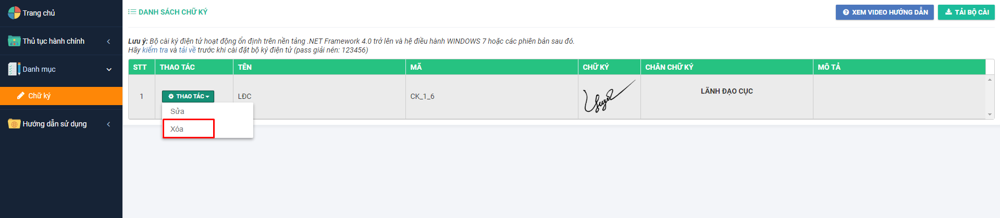 Trang chủ
Thủ tục hành chính
Danh mục
Chữ ký
Hướng dẫn sử dụng
DANH SÁCH CHỮ KÝ
XEM VIDEO HƯỚNG DẪN
TẢI BỘ CÀI
Lưu ý: Bộ cài ký điện tử hoạt động ổn định trên nền tảng .NET Framework 4.0 trở lên và hệ điều hành WINDOWS 7 hoặc các phiên bản sau đó.
Hãy kiểm tra và tải về trước khi cài đặt bộ ký điện tử (pass giải nén: 123456)
STT THAO TÁC TÊN MÃ CHỮ KÝ CHÂN CHỮ KÝ MÔ TẢ
1 THAO TÁC LĐC CK_1_6 LÃNH ĐẠO CỤC
Sửa
Xóa